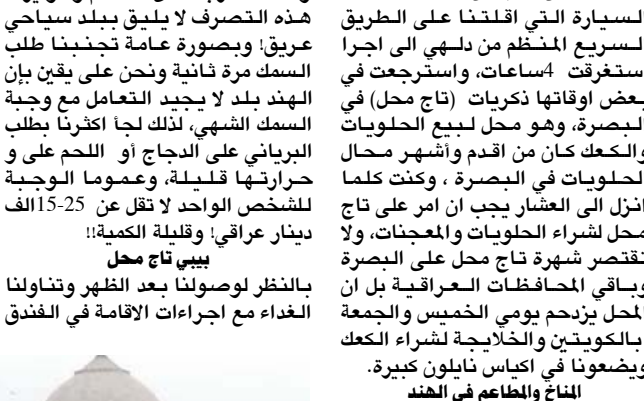 السيارة التي اقلتنا على الطريق
السريع المنظم من دلهي الى اجرا
استغرقت 4ساعات، واسترجعت في
بعض اوقاتها ذكريات (تاج محل) في
البصرة، وهو محل لبيع الحلويات
والكعك كان من اقدم وأشهر محال
الحلويات في البصرة ، وكنت كلما
انزل الى العشار يجب ان امر على تاج
محل لشراء الحلويات والمعجنات، ولا
تقتصر شهرة تاج محل على البصرة
وباقي المحافظات العراقية بل ان
المحل يزدحم يومي الخميس والجمعة
بالكويتين والخلايجة لشراء الكعك
ويضعونا في اكياس نايلون كبيرة.
المناخ والمطاعم في الهند
هذه التصرف لا يليق ببلد سياحي
عريق! وبصورة عامة تجنبنا طلب
السمك مرة ثانية ونحن على يقين بإن
الهند بلد لا يجيد التعامل مع وجبة
السمك الشهي، لذلك لجأ اكثرنا بطلب
البرياني على الدجاج أو اللحم على و
حرارتها قليلة، وعموما الوجبة
للشخص الواحد لا تقل عن 25-15الف
دينار عراقي! وقليلة الكمية!!
بيبي تاج محل
بالنظر لوصولنا بعد الظهر وتناولنا
الغداء مع اجراءات الاقامة في الفندق